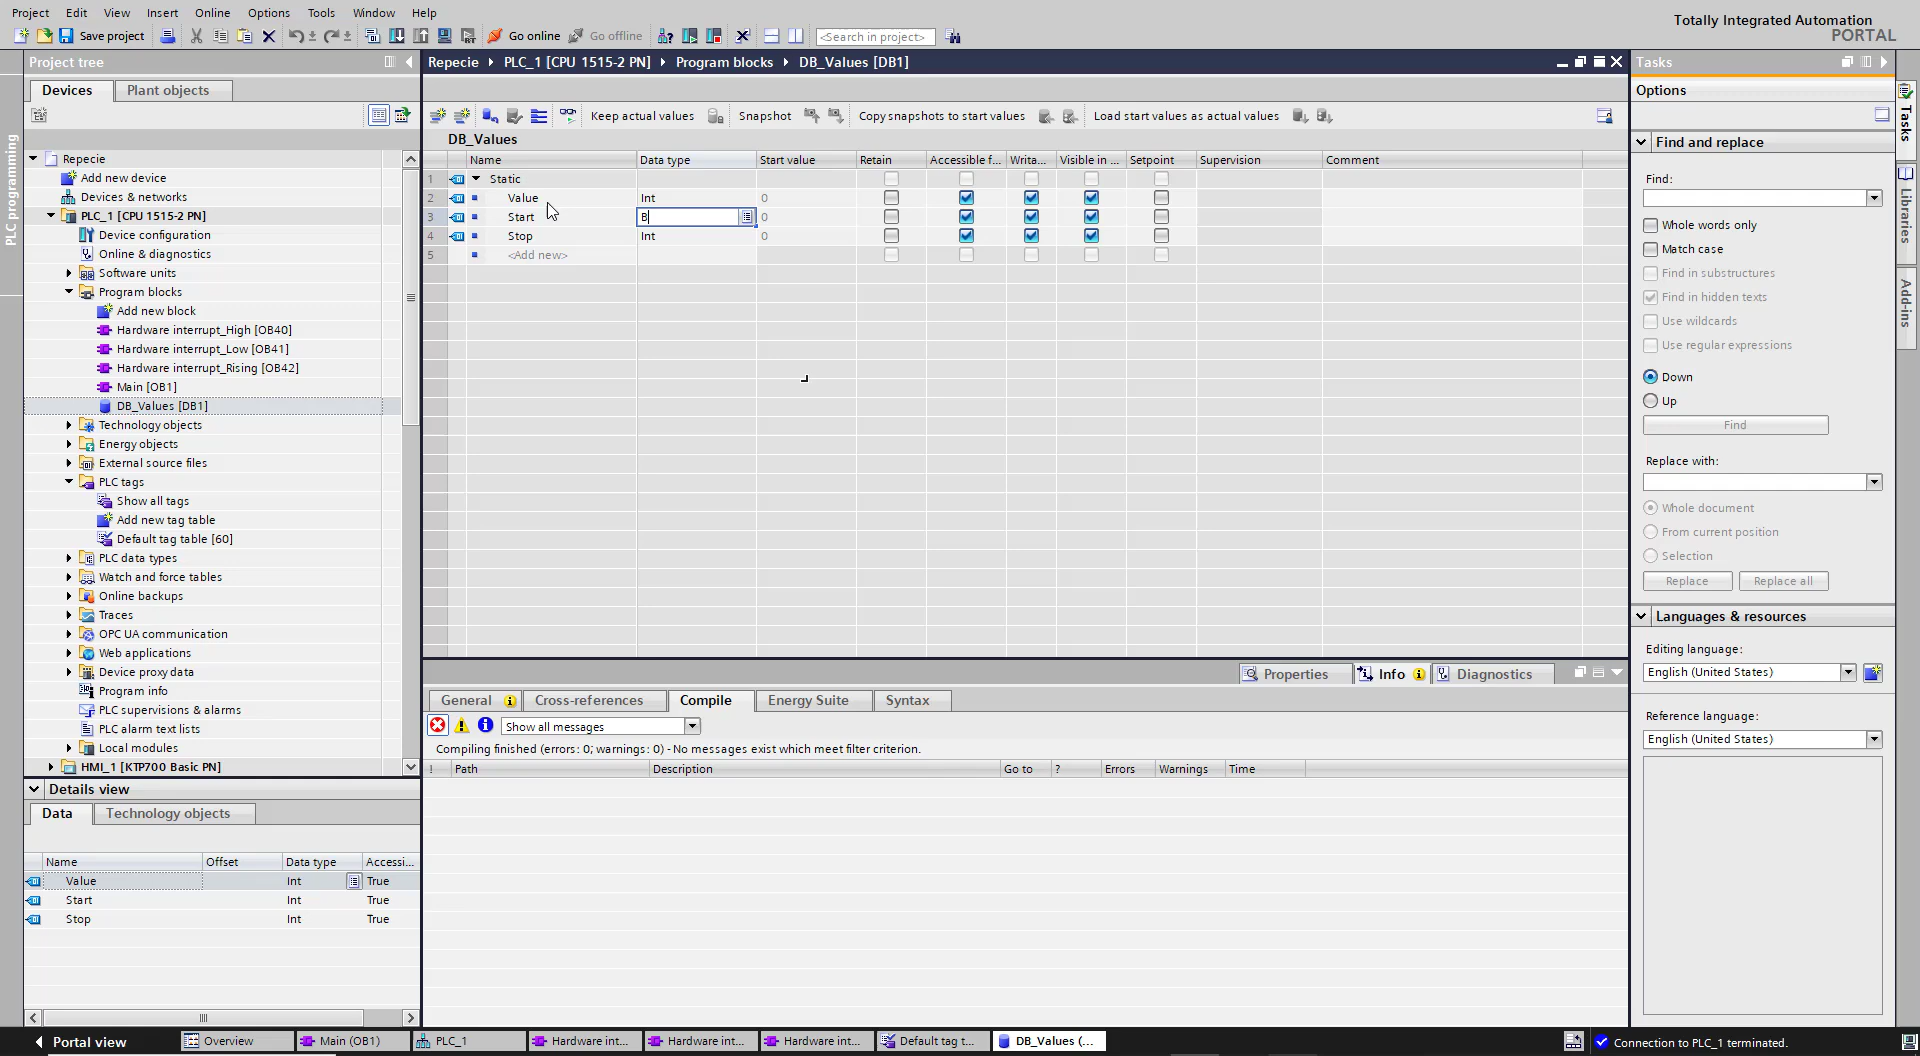 Project Edit View Insert Online Options Tools Window Help
Totally Integrated Automation
PORTAL
Save project
Go online
Go offline
<Search in project>
Project tree
Repecie PLC_1 [CPU 1515-2 PN] Program blocks DB_Values [DB1]
Tasks
Devices
Plant objects
PLC programming
Repecie
Add new device
Devices & networks
PLC_1 [CPU 1515-2 PN]
Device configuration
Online & diagnostics
Software units
Program blocks
Add new block
Hardware interrupt_High [OB40]
Hardware interrupt_Low [OB41]
Hardware interrupt_Rising [OB42]
Main [OB1]
DB_Values [DB1]
Technology objects
Energy objects
External source files
PLC tags
Show all tags
Add new tag table
Default tag table [60]
PLC data types
Watch and force tables
Online backups
Traces
OPC UA communication
Web applications
Device proxy data
Program info
PLC supervisions & alarms
PLC alarm text lists
Local modules
HMI_1 [KTP700 Basic PN]
Details view
Data
Technology objects
Name Offset Data type Accessi...
Value Int True
Start Int True
Stop Int True
Keep actual values Snapshot Copy snapshots to start values Load start values as actual values
DB_Values
Name Data type Start value Retain Accessible f... Writa... Visible in ... Setpoint Supervision Comment
1 Static
2 Value Int 0
3 Start B 0
4 Stop Int 0
5 <Add new>
Properties
Info
Diagnostics
General
Cross-references
Compile
Energy Suite
Syntax
Show all messages
Compiling finished (errors: 0; warnings: 0) - No messages exist which meet filter criterion.
! Path Description Go to ? Errors Warnings Time
Options
Find and replace
Find:
Whole words only
Match case
Find in substructures
Find in hidden texts
Use wildcards
Use regular expressions
Down
Up
Find
Replace with:
Whole document
From current position
Selection
Replace
Replace all
Languages & resources
Editing language:
English (United States)
Reference language:
English (United States)
Tasks
Libraries
Add-ins
Portal view
Overview
Main (OB1)
PLC_1
Hardware int...
Hardware int...
Hardware int...
Default tag t...
DB_Values (...
Connection to PLC_1 terminated.